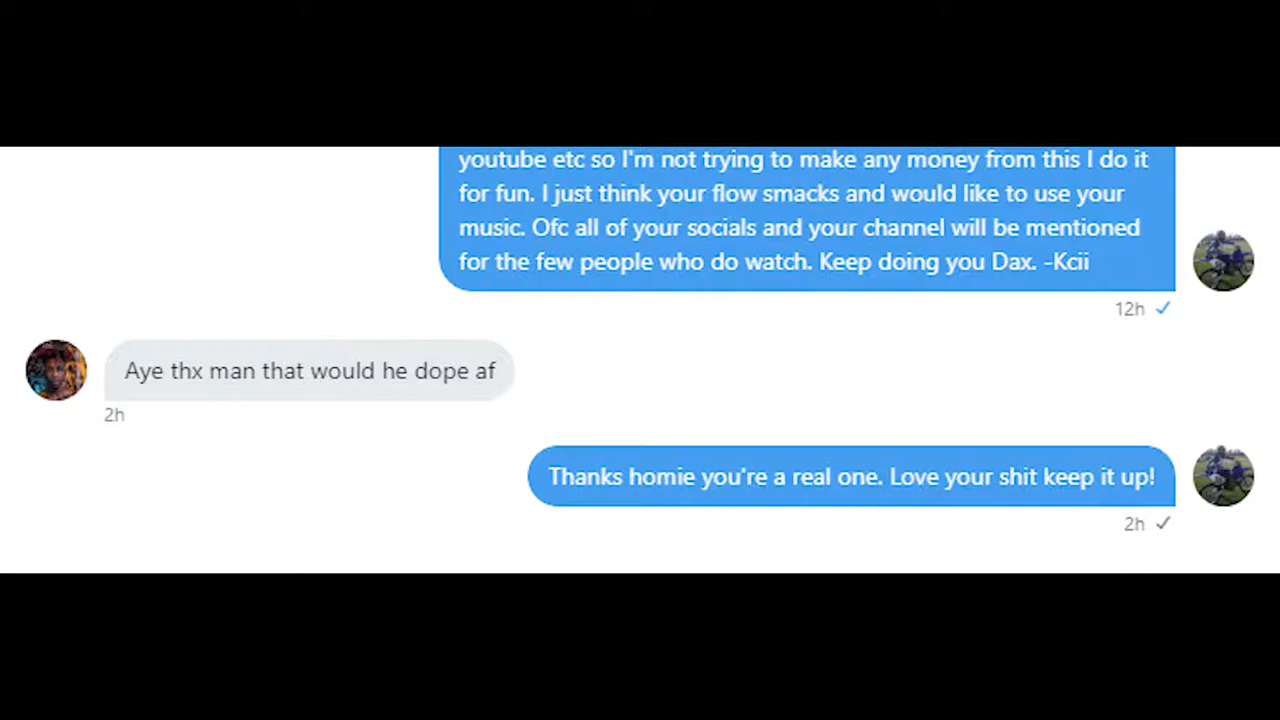 youtube etc so I'm not trying to make any money from this I do it
for fun. I just think your flow smacks and would like to use your
music. Ofc all of your socials and your channel will be mentioned
for the few people who do watch. Keep doing you Dax. -Kcii
12h
Aye thx man that would he dope af
2h
Thanks homie you're a real one. Love your shit keep it up!
2h